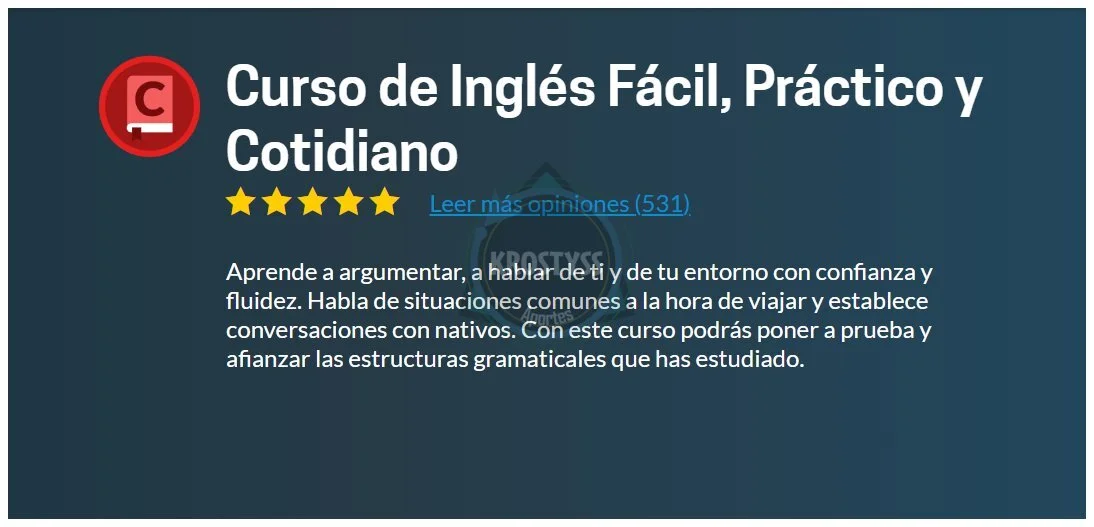 C
Curso de Inglés Fácil, Práctico y
Cotidiano
Leer más opiniones (531)
KROSTYSS
Aportes
Aprende a argumentar, a hablar de ti y de tu entorno con confianza y
fluidez. Habla de situaciones comunes a la hora de viajar y establece
conversaciones con nativos. Con este curso podrás poner a prueba y
afianzar las estructuras gramaticales que has estudiado.